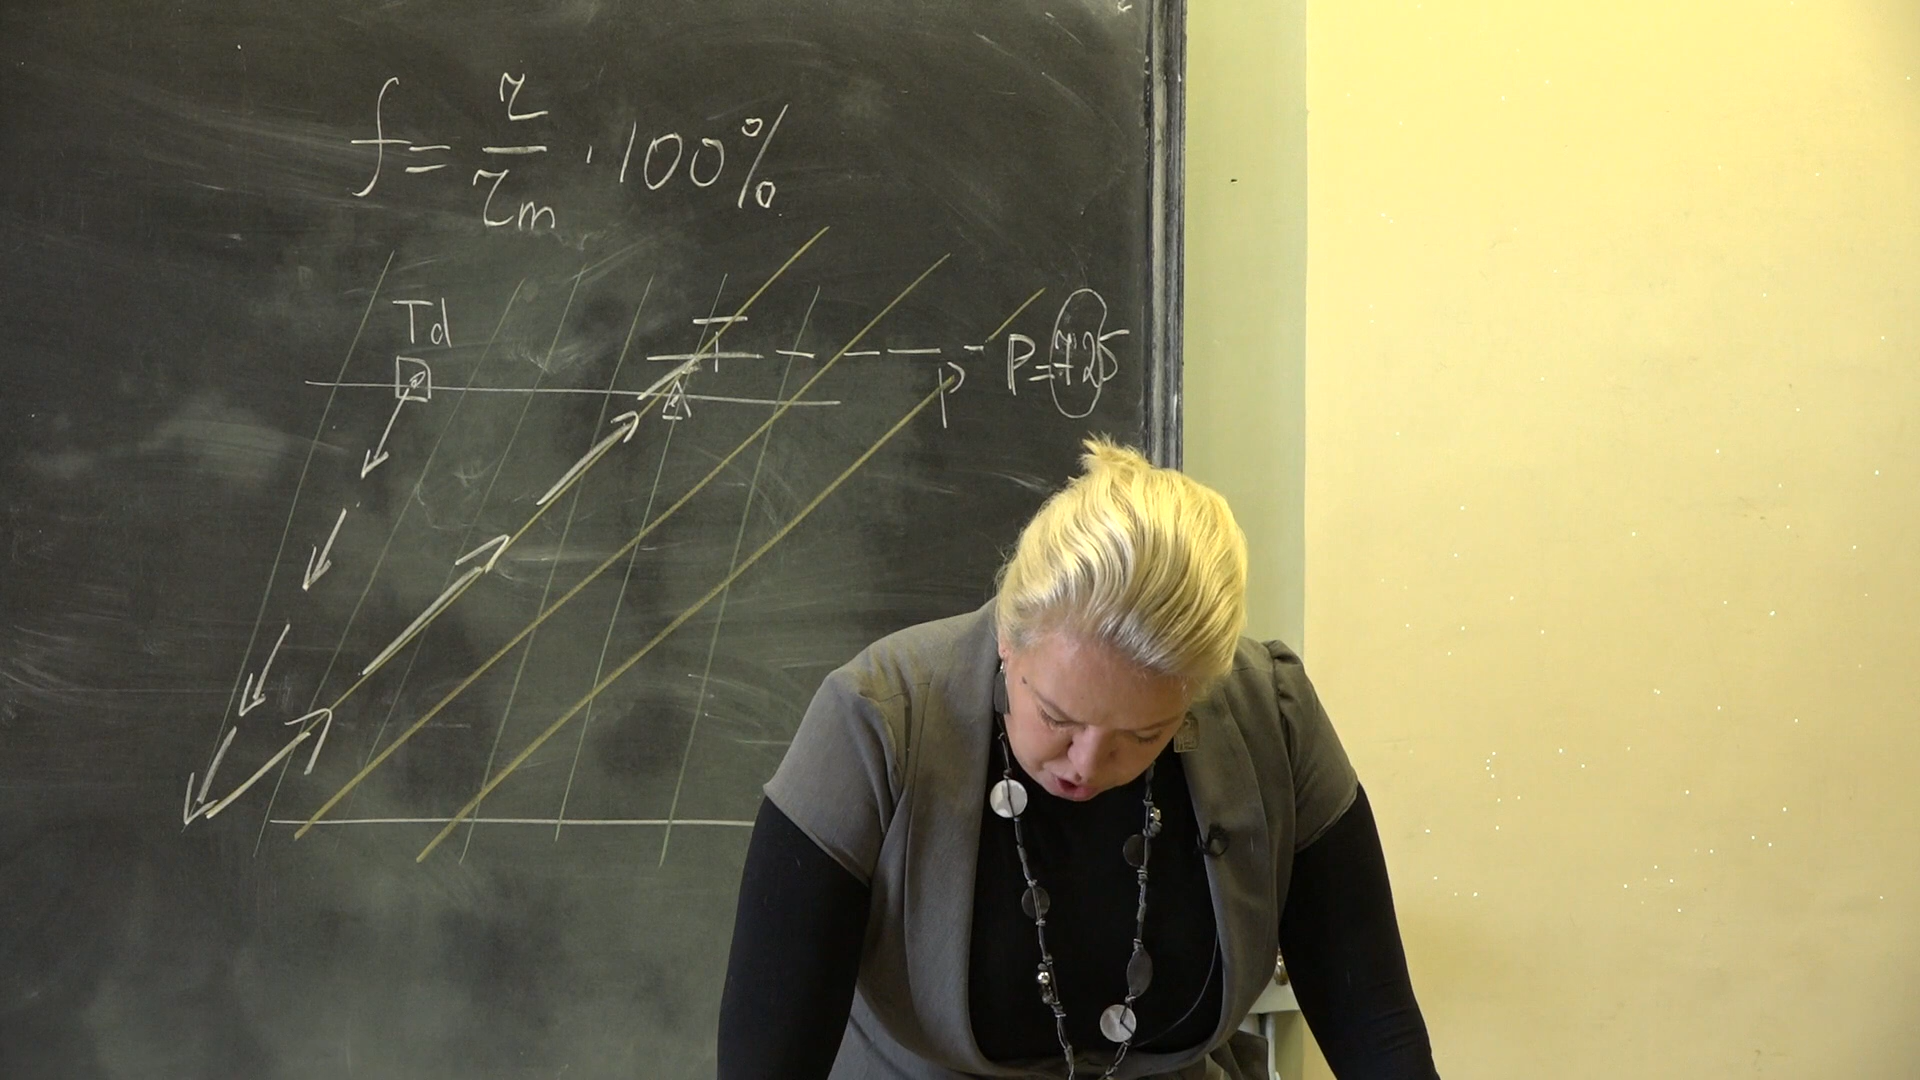 f = τ / τm · 100%
Td
T
T
P
P = 725